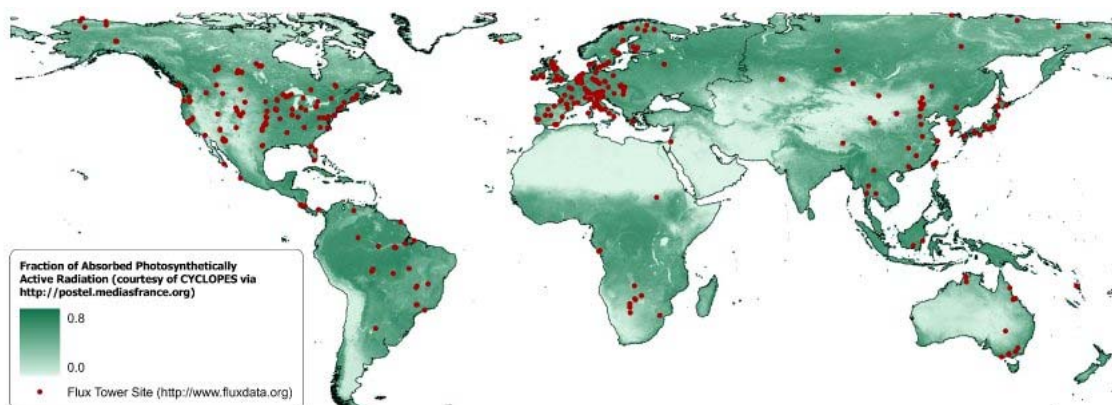 Fraction of Absorbed Photosynthetically
Active Radiation (courtesy of CYCLOPES via
http://postel.mediasfrance.org)
0.8
0.0
Flux Tower Site (http://www.fluxdata.org)